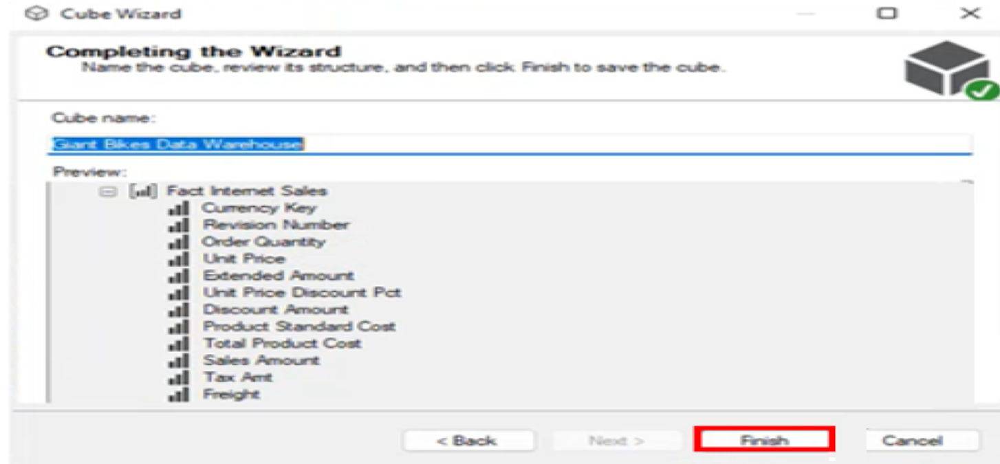 Cube Wizard
Completing the Wizard
Name the cube, review its structure, and then click Finish to save the cube.
Cube name:
Giant Bikes Data Warehouse
Preview:
Fact Internet Sales
Currency Key
Revision Number
Order Quantity
Unit Price
Extended Amount
Unit Price Discount Pct
Discount Amount
Product Standard Cost
Total Product Cost
Sales Amount
Tax Amt
Freight
< Back Next > Finish Cancel